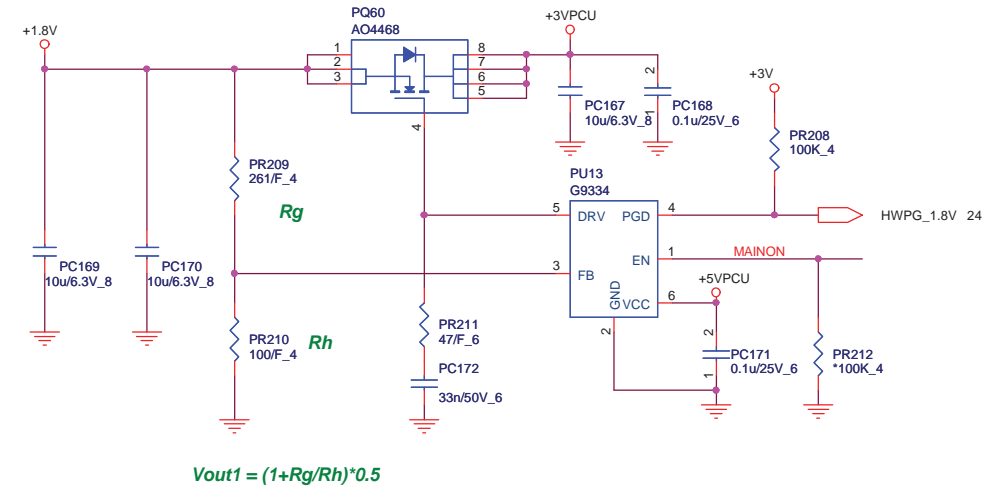 PQ60
AO4468
+1.8V
+3VPCU
1
2
3
8
7
6
5
4
PC167
10u/6.3V_8
2
1
PC168
0.1u/25V_6
+3V
PR208
100K_4
PR209
261/F_4
Rg
PU13
G9334
5
DRV
PGD
4
HWPG_1.8V 24
EN
1
MAINON
3
FB
GND
VCC
6
+5VPCU
2
PC169
10u/6.3V_8
PC170
10u/6.3V_8
PR210
100/F_4
Rh
PR211
47/F_6
PC172
33n/50V_6
2
1
PC171
0.1u/25V_6
PR212
*100K_4
Vout1 = (1+Rg/Rh)*0.5